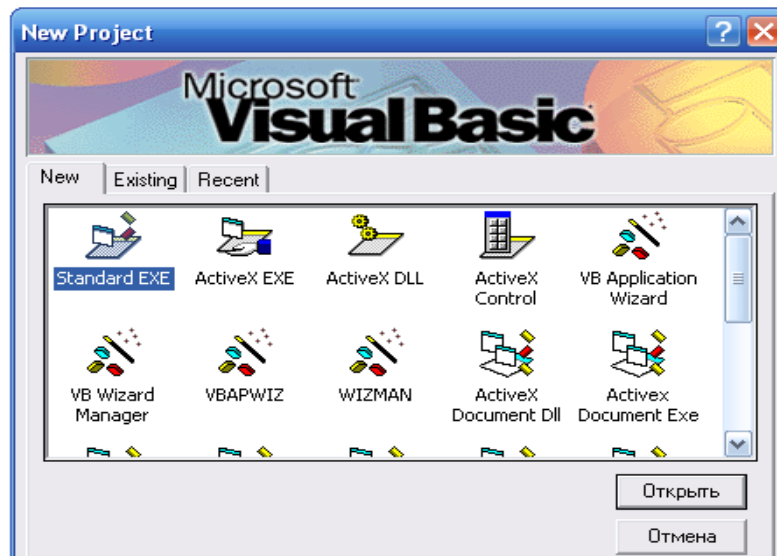 New Project
Microsoft
Visual Basic
New Existing Recent
Standard EXE ActiveX EXE ActiveX DLL ActiveX VB Application
Control Wizard
VB Wizard VBAPWIZ WIZMAN ActiveX Activex
Manager Document Dll Document Exe
Открыть
Отмена